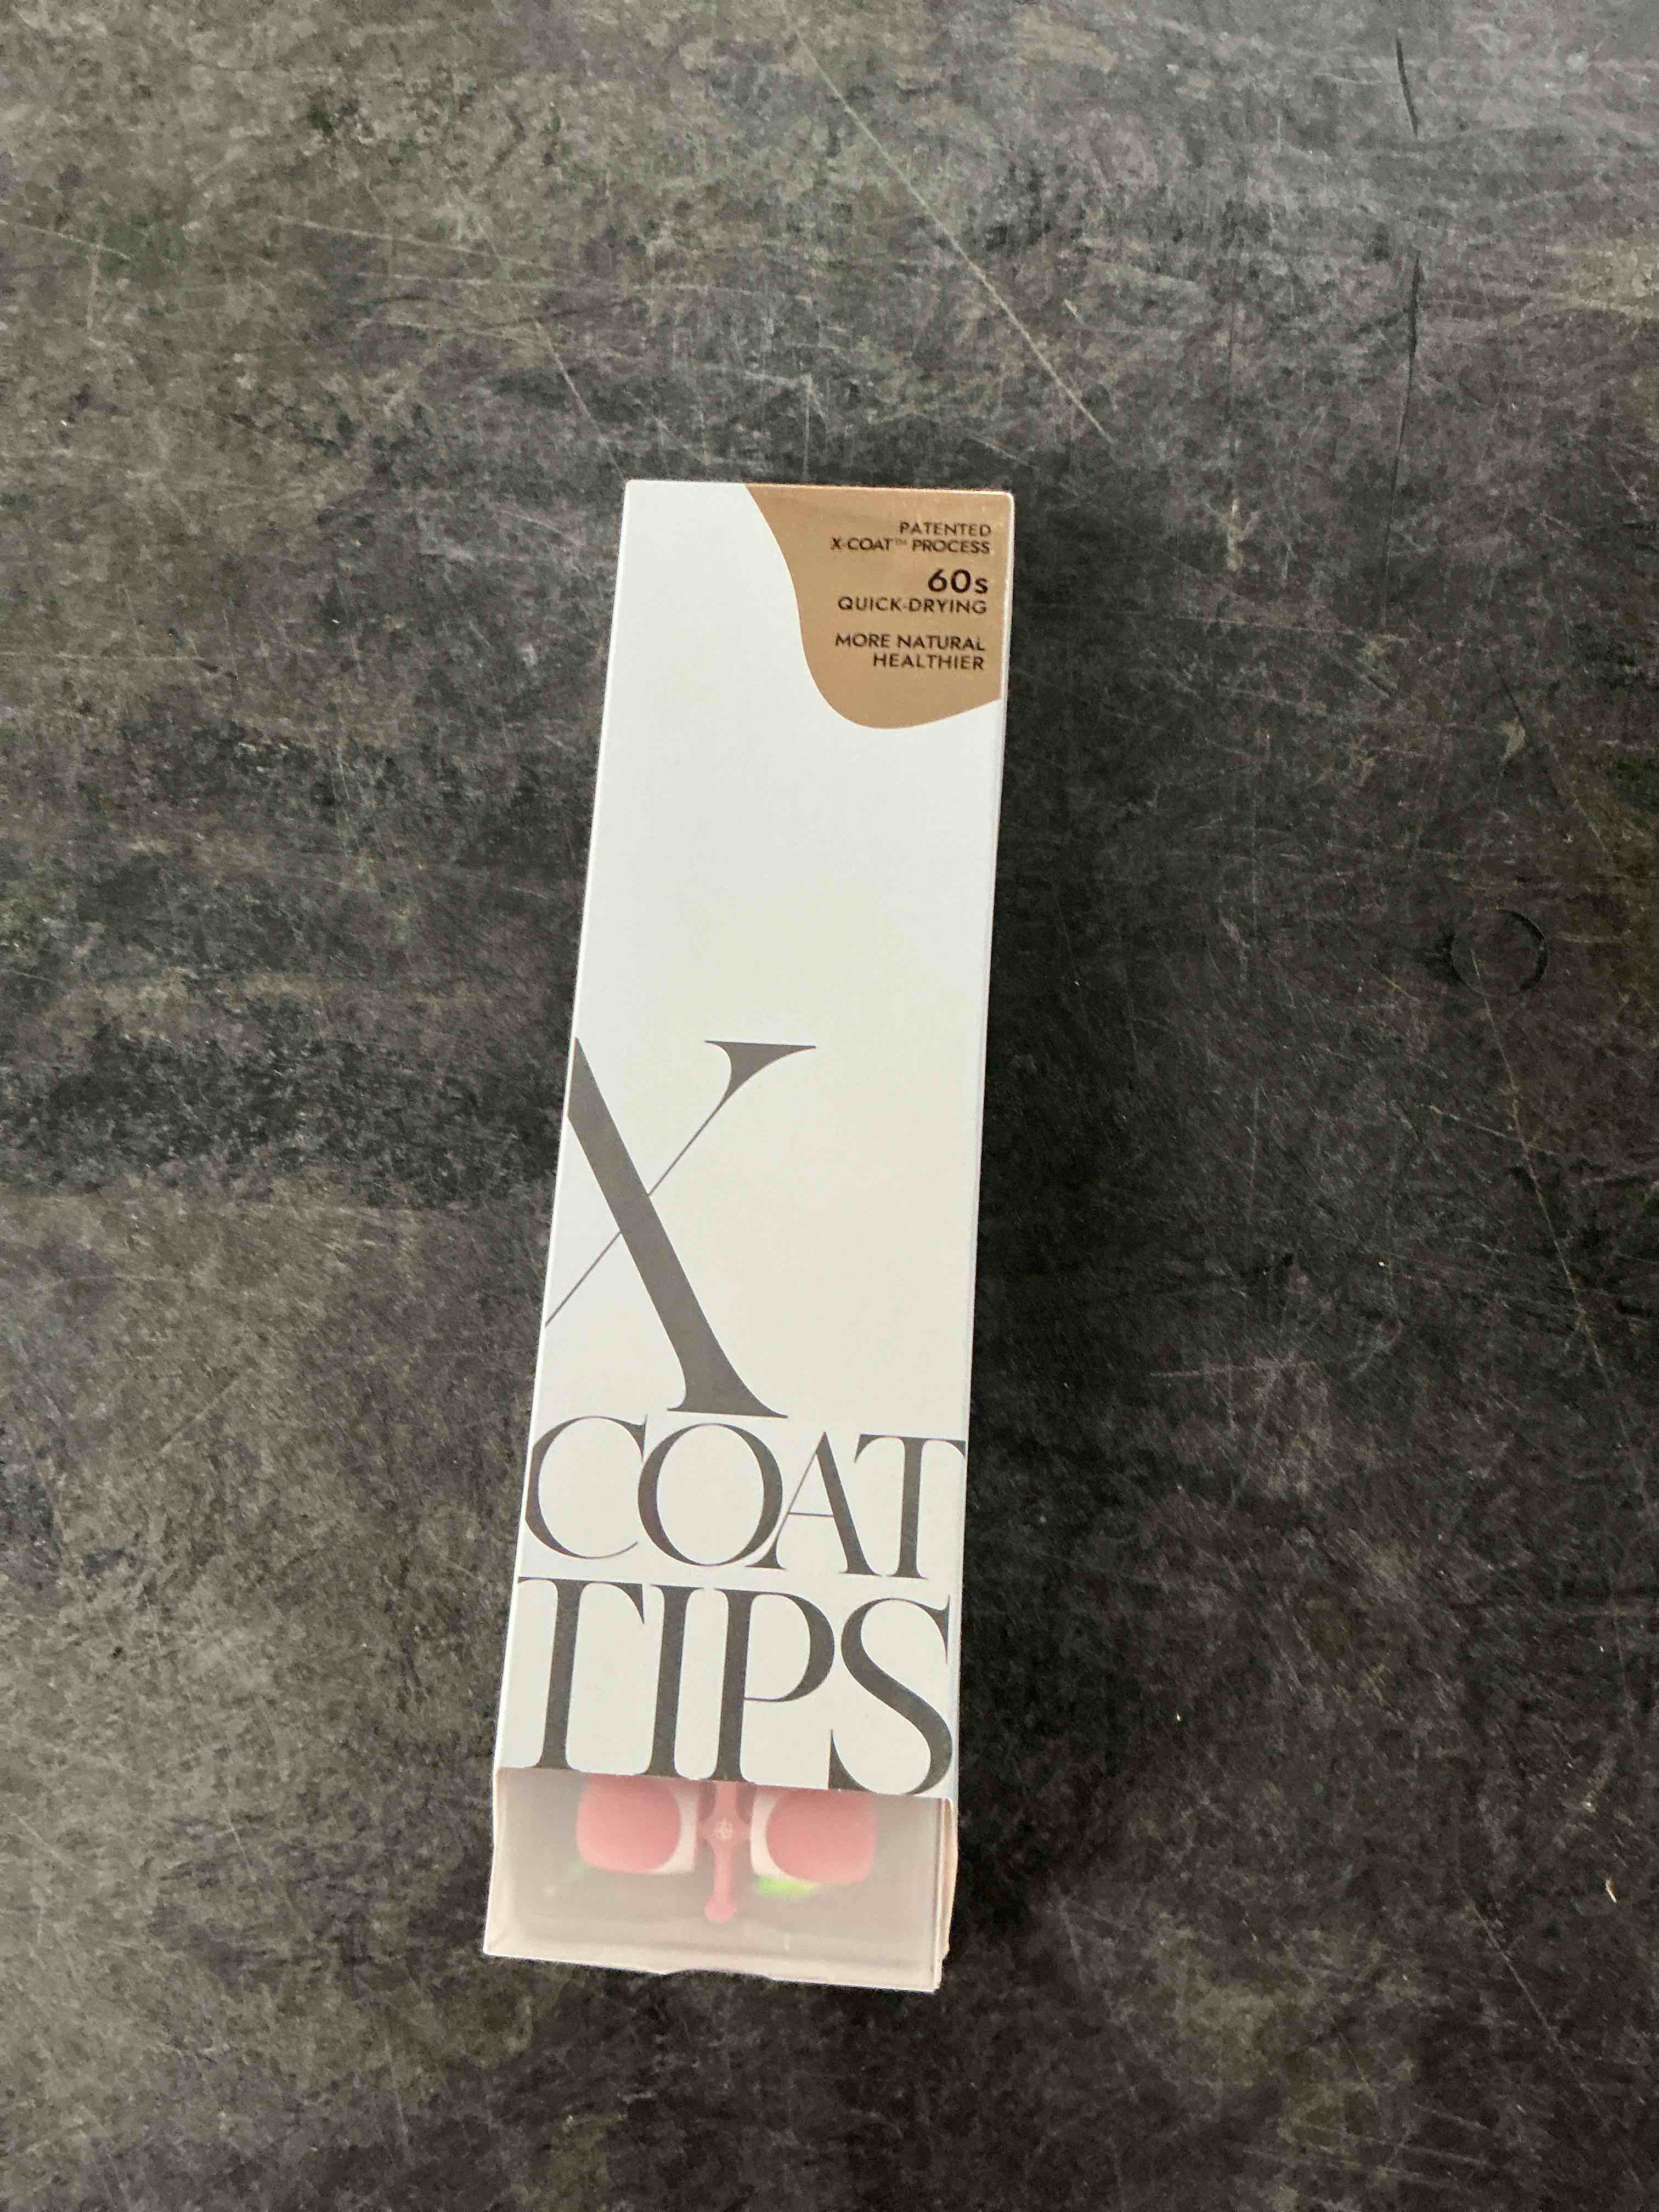 PATENTED
X-COAT™ PROCESS
60s
QUICK-DRYING
MORE NATURAL
HEALTHIER
X
COAT
TIPS